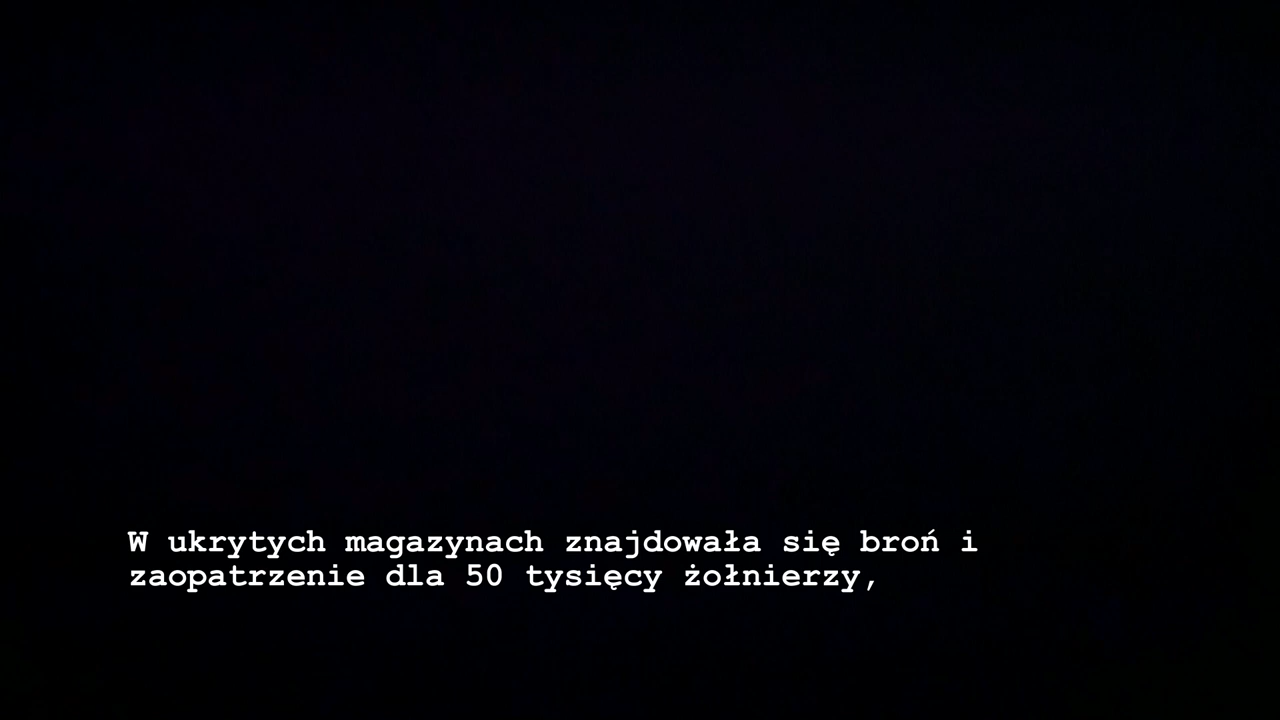 W ukrytych magazynach znajdowała się broń i
zaopatrzenie dla 50 tysięcy żołnierzy,